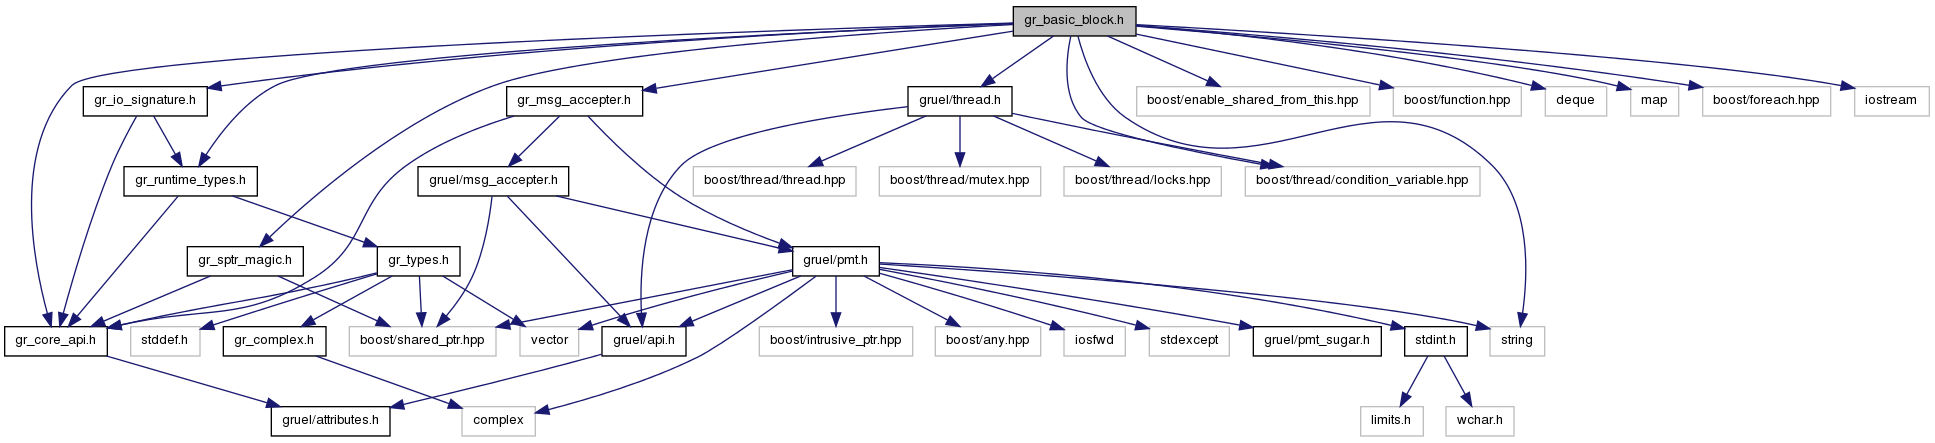 gr_basic_block.h
gr_io_signature.h
gr_msg_accepter.h
gruel/thread.h
boost/enable_shared_from_this.hpp
boost/function.hpp
deque
map
boost/foreach.hpp
iostream
gr_runtime_types.h
gruel/msg_accepter.h
boost/thread/thread.hpp
boost/thread/mutex.hpp
boost/thread/locks.hpp
boost/thread/condition_variable.hpp
gr_sptr_magic.h
gr_types.h
gruel/pmt.h
gr_core_api.h
stddef.h
gr_complex.h
boost/shared_ptr.hpp
vector
gruel/api.h
boost/intrusive_ptr.hpp
boost/any.hpp
iosfwd
stdexcept
gruel/pmt_sugar.h
stdint.h
string
gruel/attributes.h
complex
limits.h
wchar.h